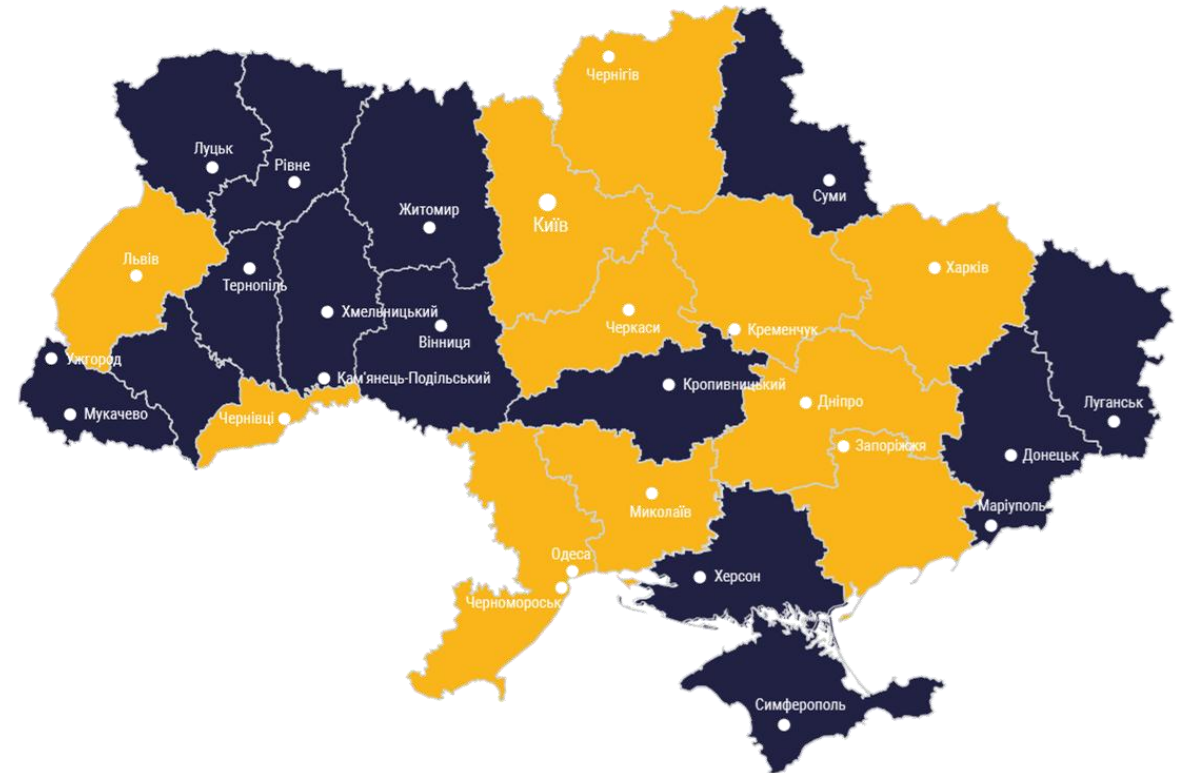 Чернігів
Луцьк
Рівне
Суми
Житомир
Київ
Львів
Харків
Тернопіль
Хмельницький
Черкаси
Кременчук
Вінниця
Ужгород
Кам'янець-Подільський
Кропивницький
Дніпро
Луганськ
Мукачево
Чернівці
Запоріжжя
Донецьк
Маріуполь
Миколаїв
Одеса
Херсон
Черномороськ
Симферополь